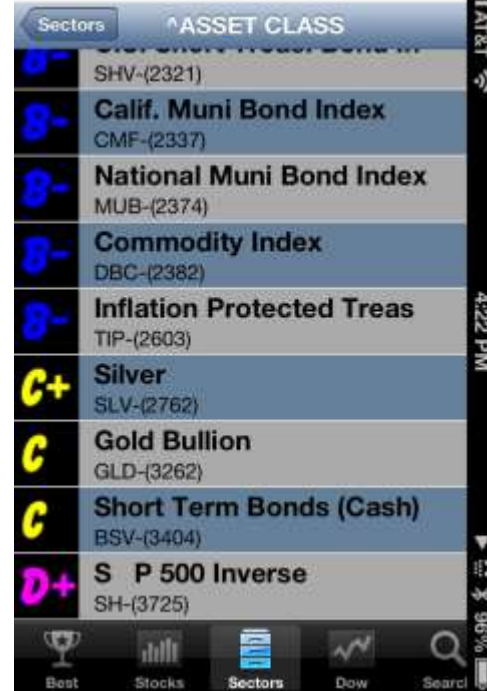 Sectors
^ASSET CLASS
B-
SHV-(2321)
B-
Calif. Muni Bond Index
CMF-(2337)
B-
National Muni Bond Index
MUB-(2374)
B-
Commodity Index
DBC-(2382)
B-
Inflation Protected Treas
TIP-(2603)
C+
Silver
SLV-(2762)
C
Gold Bullion
GLD-(3262)
C
Short Term Bonds (Cash)
BSV-(3404)
D+
S P 500 Inverse
SH-(3725)
Best
Stocks
Sectors
Dow
Searcl
AT&T
4:22 PM
96%